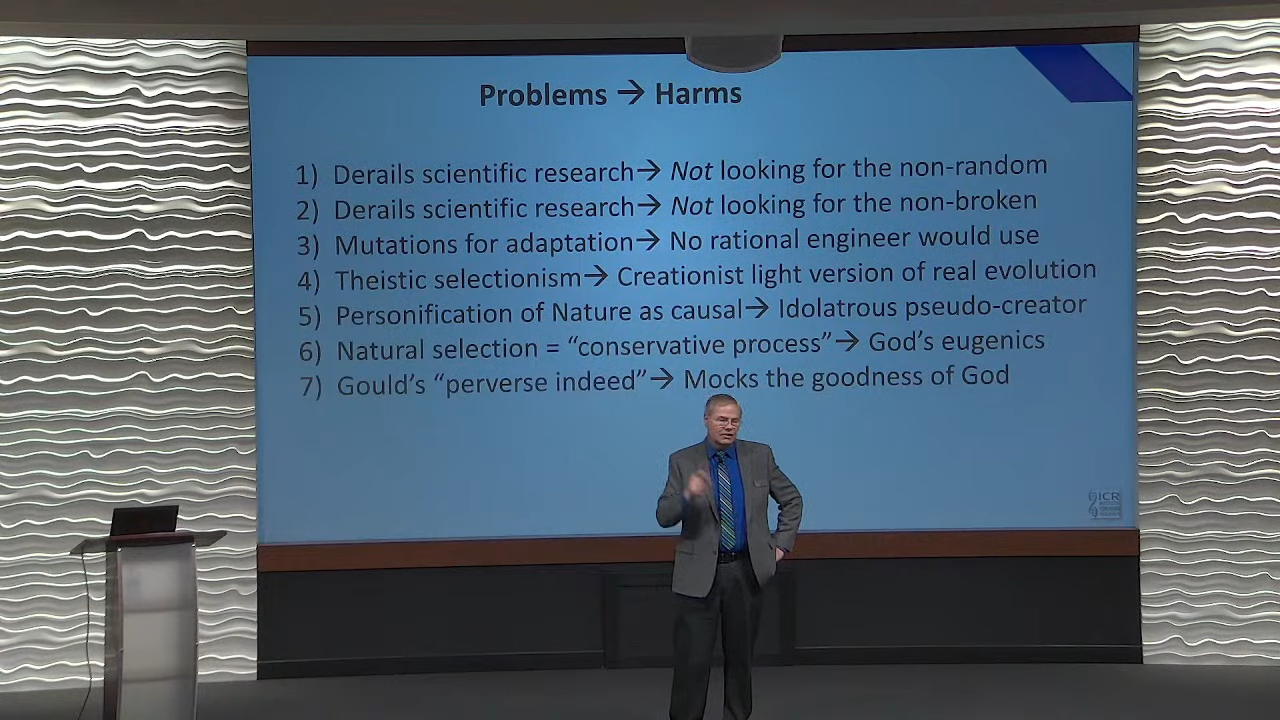 Problems → Harms
1) Derails scientific research→ Not looking for the non-random
2) Derails scientific research→ Not looking for the non-broken
3) Mutations for adaptation→ No rational engineer would use
4) Theistic selectionism→ Creationist light version of real evolution
5) Personification of Nature as causal→ Idolatrous pseudo-creator
6) Natural selection = “conservative process”→ God’s eugenics
7) Gould’s “perverse indeed”→ Mocks the goodness of God
ICR